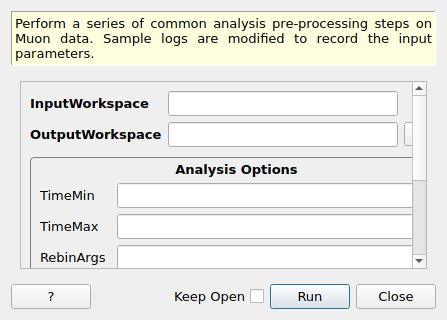 Perform a series of common analysis pre-processing steps on
Muon data. Sample logs are modified to record the input
parameters.
InputWorkspace
OutputWorkspace
Analysis Options
TimeMin
TimeMax
RebinArgs
? Keep Open Run Close